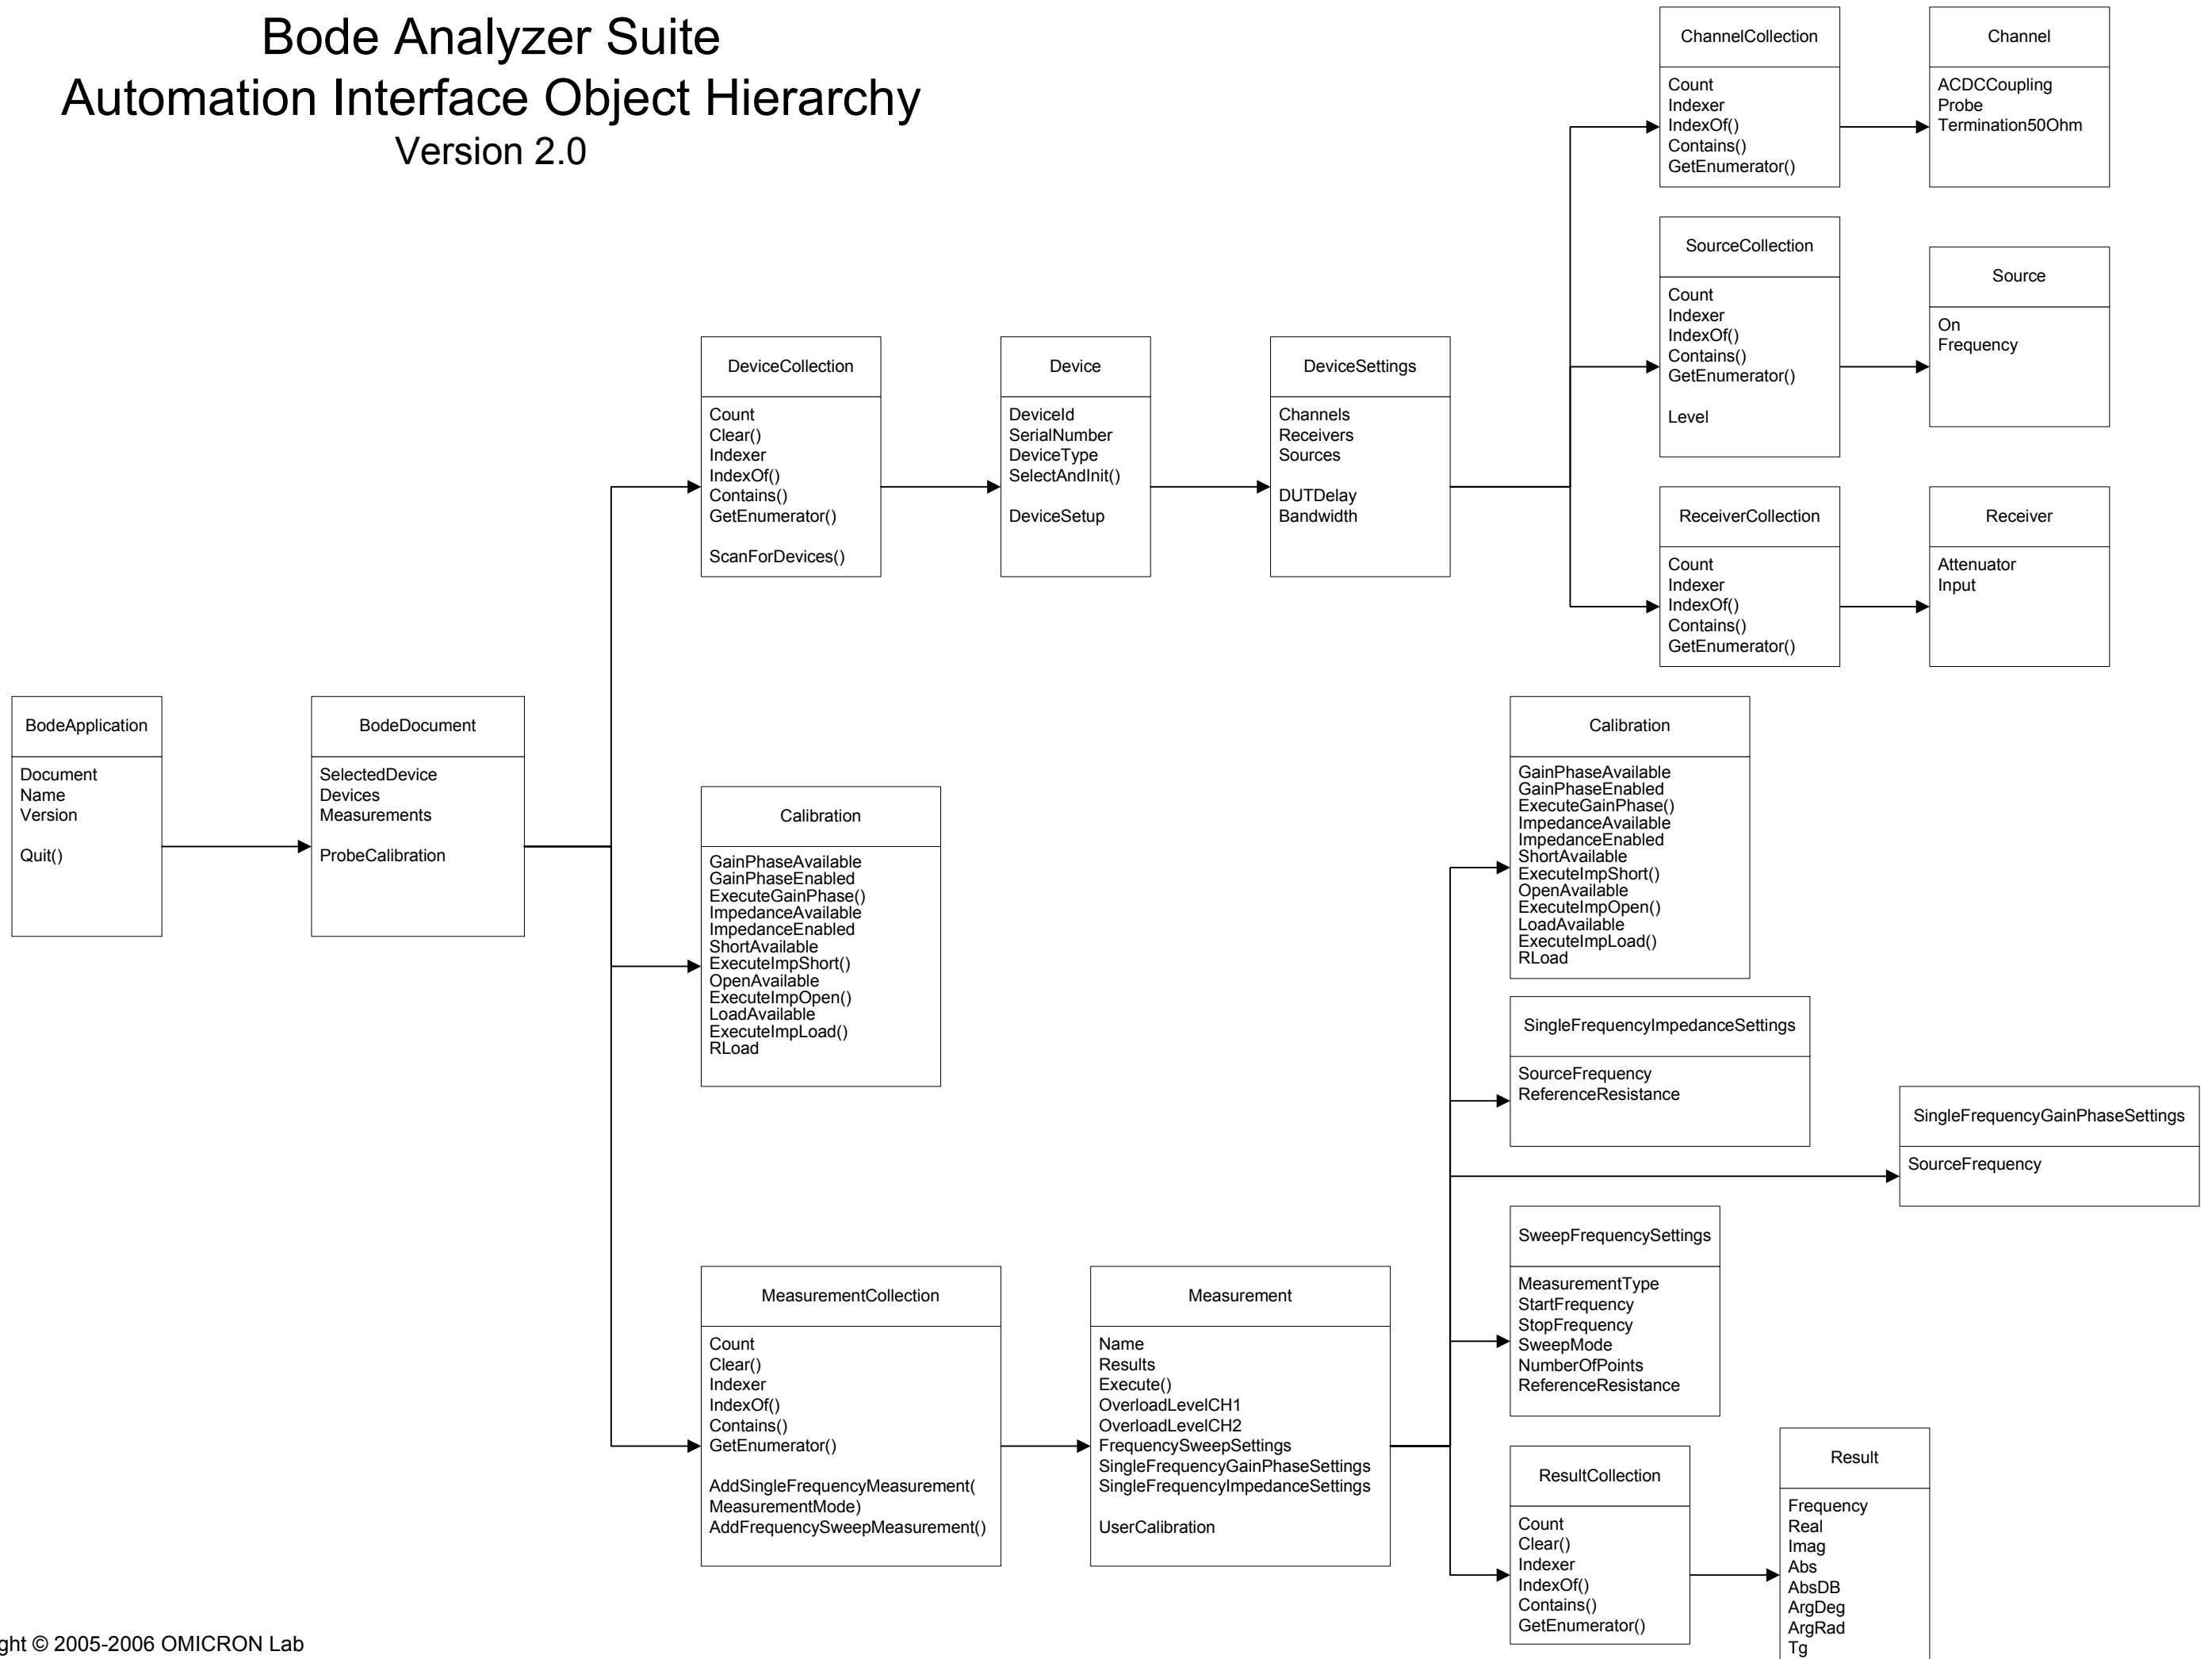 Bode Analyzer Suite
Automation Interface Object Hierarchy
Version 2.0
ChannelCollection
Count
Indexer
IndexOf()
Contains()
GetEnumerator()
Channel
ACDCCoupling
Probe
Termination50Ohm
SourceCollection
Count
Indexer
IndexOf()
Contains()
GetEnumerator()
Level
Source
On
Frequency
DeviceCollection
Count
Clear()
Indexer
IndexOf()
Contains()
GetEnumerator()
ScanForDevices()
Device
DeviceId
SerialNumber
DeviceType
SelectAndInit()
DeviceSetup
DeviceSettings
Channels
Receivers
Sources
DUTDelay
Bandwidth
ReceiverCollection
Count
Indexer
IndexOf()
Contains()
GetEnumerator()
Receiver
Attenuator
Input
BodeApplication
Document
Name
Version
Quit()
BodeDocument
SelectedDevice
Devices
Measurements
ProbeCalibration
Calibration
GainPhaseAvailable
GainPhaseEnabled
ExecuteGainPhase()
ImpedanceAvailable
ImpedanceEnabled
ShortAvailable
ExecuteImpShort()
OpenAvailable
ExecuteImpOpen()
LoadAvailable
ExecuteImpLoad()
RLoad
Calibration
GainPhaseAvailable
GainPhaseEnabled
ExecuteGainPhase()
ImpedanceAvailable
ImpedanceEnabled
ShortAvailable
ExecuteImpShort()
OpenAvailable
ExecuteImpOpen()
LoadAvailable
ExecuteImpLoad()
RLoad
SingleFrequencyImpedanceSettings
SourceFrequency
ReferenceResistance
SingleFrequencyGainPhaseSettings
SourceFrequency
SweepFrequencySettings
MeasurementType
StartFrequency
StopFrequency
SweepMode
NumberOfPoints
ReferenceResistance
MeasurementCollection
Count
Clear()
Indexer
IndexOf()
Contains()
GetEnumerator()
AddSingleFrequencyMeasurement(
MeasurementMode)
AddFrequencySweepMeasurement()
Measurement
Name
Results
Execute()
OverloadLevelCH1
OverloadLevelCH2
FrequencySweepSettings
SingleFrequencyGainPhaseSettings
SingleFrequencyImpedanceSettings
UserCalibration
ResultCollection
Count
Clear()
Indexer
IndexOf()
Contains()
GetEnumerator()
Result
Frequency
Real
Imag
Abs
AbsDB
ArgDeg
ArgRad
Tg
ght © 2005-2006 OMICRON Lab